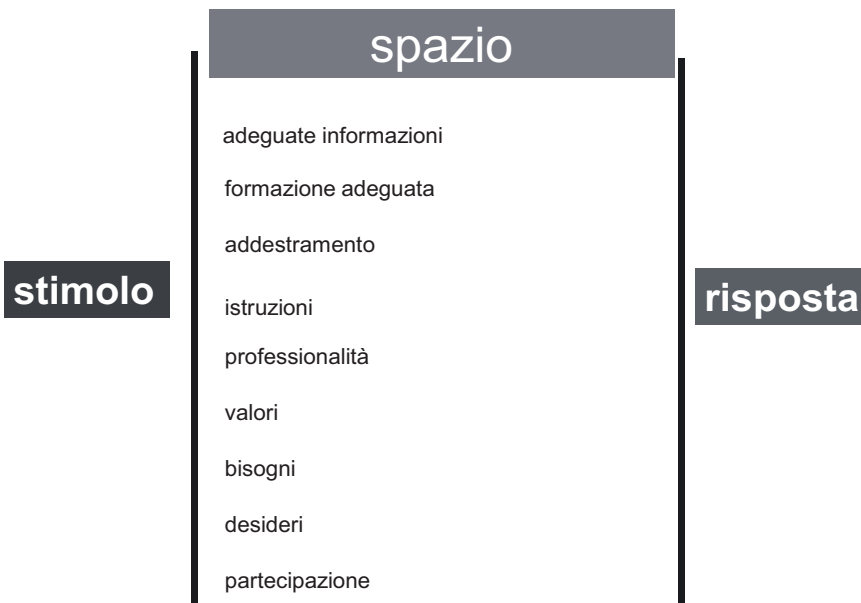 spazio
adeguate informazioni
formazione adeguata
addestramento
stimolo
istruzioni
risposta
professionalità
valori
bisogni
desideri
partecipazione